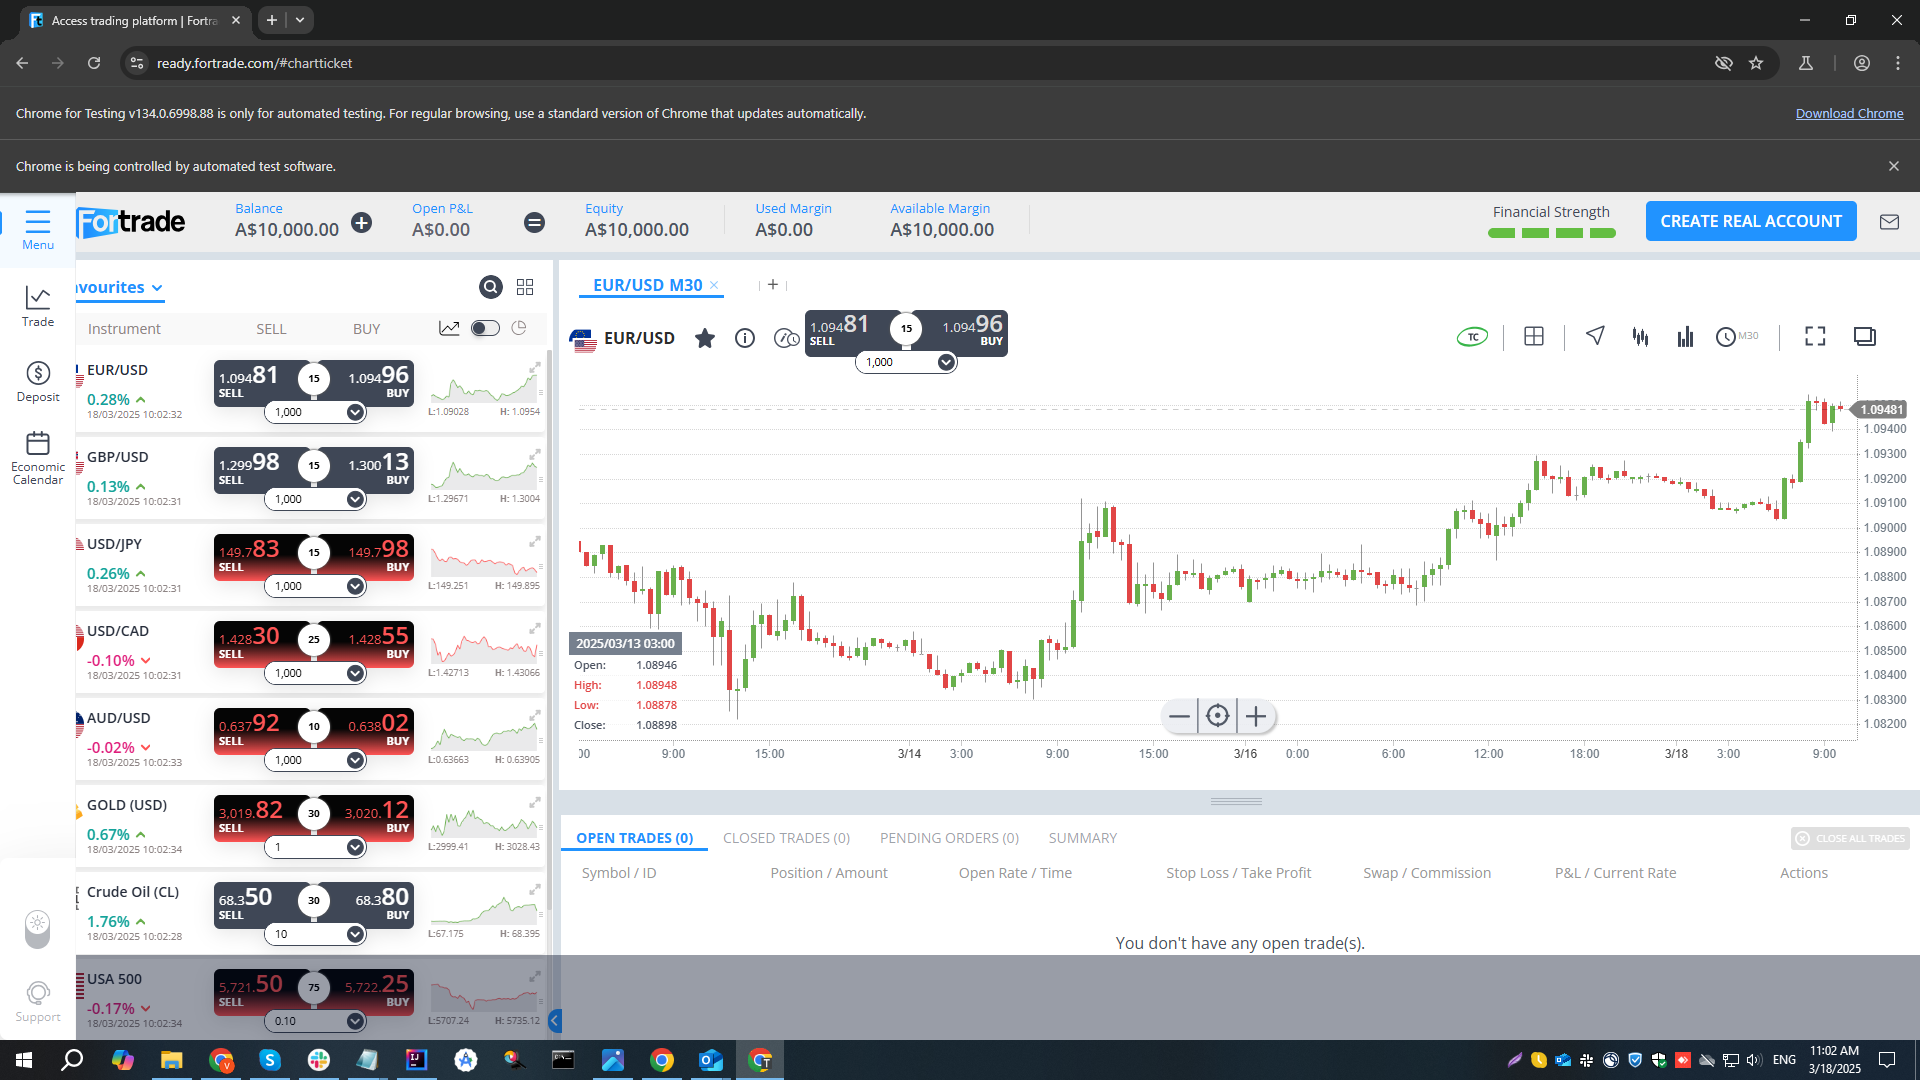 Access trading platform | Fortra
ready.fortrade.com/#chartticket
Chrome for Testing v134.0.6998.88 is only for automated testing. For regular browsing, use a standard version of Chrome that updates automatically.
Download Chrome
Chrome is being controlled by automated test software.
Menu
Trade
Deposit
Economic
Calendar
Support
Fortrade
Balance
A$10,000.00
Open P&L
A$0.00
Equity
A$10,000.00
Used Margin
A$0.00
Available Margin
A$10,000.00
Financial Strength
CREATE REAL ACCOUNT
avourites
Instrument SELL BUY
EUR/USD
0.28%
18/03/2025 10:02:32
1.09481 SELL
15
1.09496 BUY
1,000
L:1.09028 H: 1.0954
GBP/USD
0.13%
18/03/2025 10:02:31
1.29998 SELL
15
1.30013 BUY
1,000
L:1.29671 H: 1.3004
USD/JPY
0.26%
18/03/2025 10:02:31
149.783 SELL
15
149.798 BUY
1,000
L:149.251 H: 149.895
USD/CAD
-0.10%
18/03/2025 10:02:31
1.42830 SELL
25
1.42855 BUY
1,000
L:1.42713 H: 1.43066
AUD/USD
-0.02%
18/03/2025 10:02:33
0.63792 SELL
10
0.63802 BUY
1,000
L:0.63663 H: 0.63905
GOLD (USD)
0.67%
18/03/2025 10:02:34
3,019.82 SELL
30
3,020.12 BUY
1
L:2999.41 H: 3028.43
Crude Oil (CL)
1.76%
18/03/2025 10:02:28
68.350 SELL
30
68.380 BUY
10
L:67.175 H: 68.395
USA 500
-0.17%
18/03/2025 10:02:34
5,721.50 SELL
75
5,722.25 BUY
0.10
L:5707.24 H: 5735.12
EUR/USD M30
EUR/USD
1.09481 SELL
15
1.09496 BUY
1,000
TC
M30
1.09481
1.09400
1.09300
1.09200
1.09100
1.09000
1.08900
1.08800
1.08700
1.08600
1.08500
1.08400
1.08300
1.08200
2025/03/13 03:00
Open: 1.08946
High: 1.08948
Low: 1.08878
Close: 1.08898
:00 9:00 15:00 3/14 3:00 9:00 15:00 3/16 0:00 6:00 12:00 18:00 3/18 3:00 9:00
OPEN TRADES (0) CLOSED TRADES (0) PENDING ORDERS (0) SUMMARY
CLOSE ALL TRADES
Symbol / ID Position / Amount Open Rate / Time Stop Loss / Take Profit Swap / Commission P&L / Current Rate Actions
You don't have any open trade(s).
ENG
11:02 AM
3/18/2025